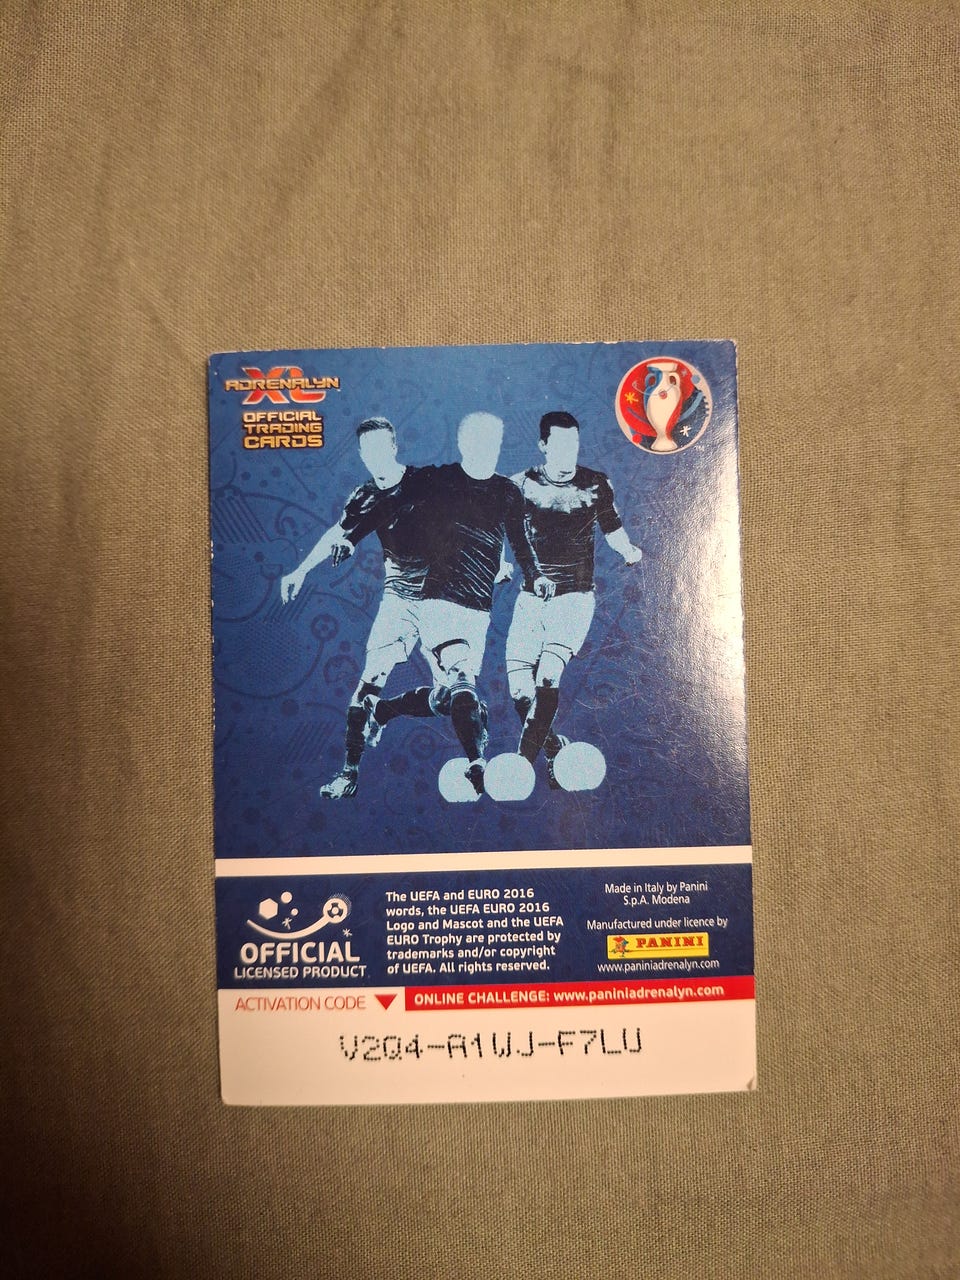 ADRENALYN XL
OFFICIAL
TRADING
CARDS
OFFICIAL
LICENSED PRODUCT
The UEFA and EURO 2016
words, the UEFA EURO 2016
Logo and Mascot and the UEFA
EURO Trophy are protected by
trademarks and/or copyright
of UEFA. All rights reserved.
Made in Italy by Panini
S.p.A. Modena
Manufactured under licence by
PANINI
www.paniniadrenalyn.com
ACTIVATION CODE
ONLINE CHALLENGE: www.paniniadrenalyn.com
V2Q4-A1WJ-F7LU